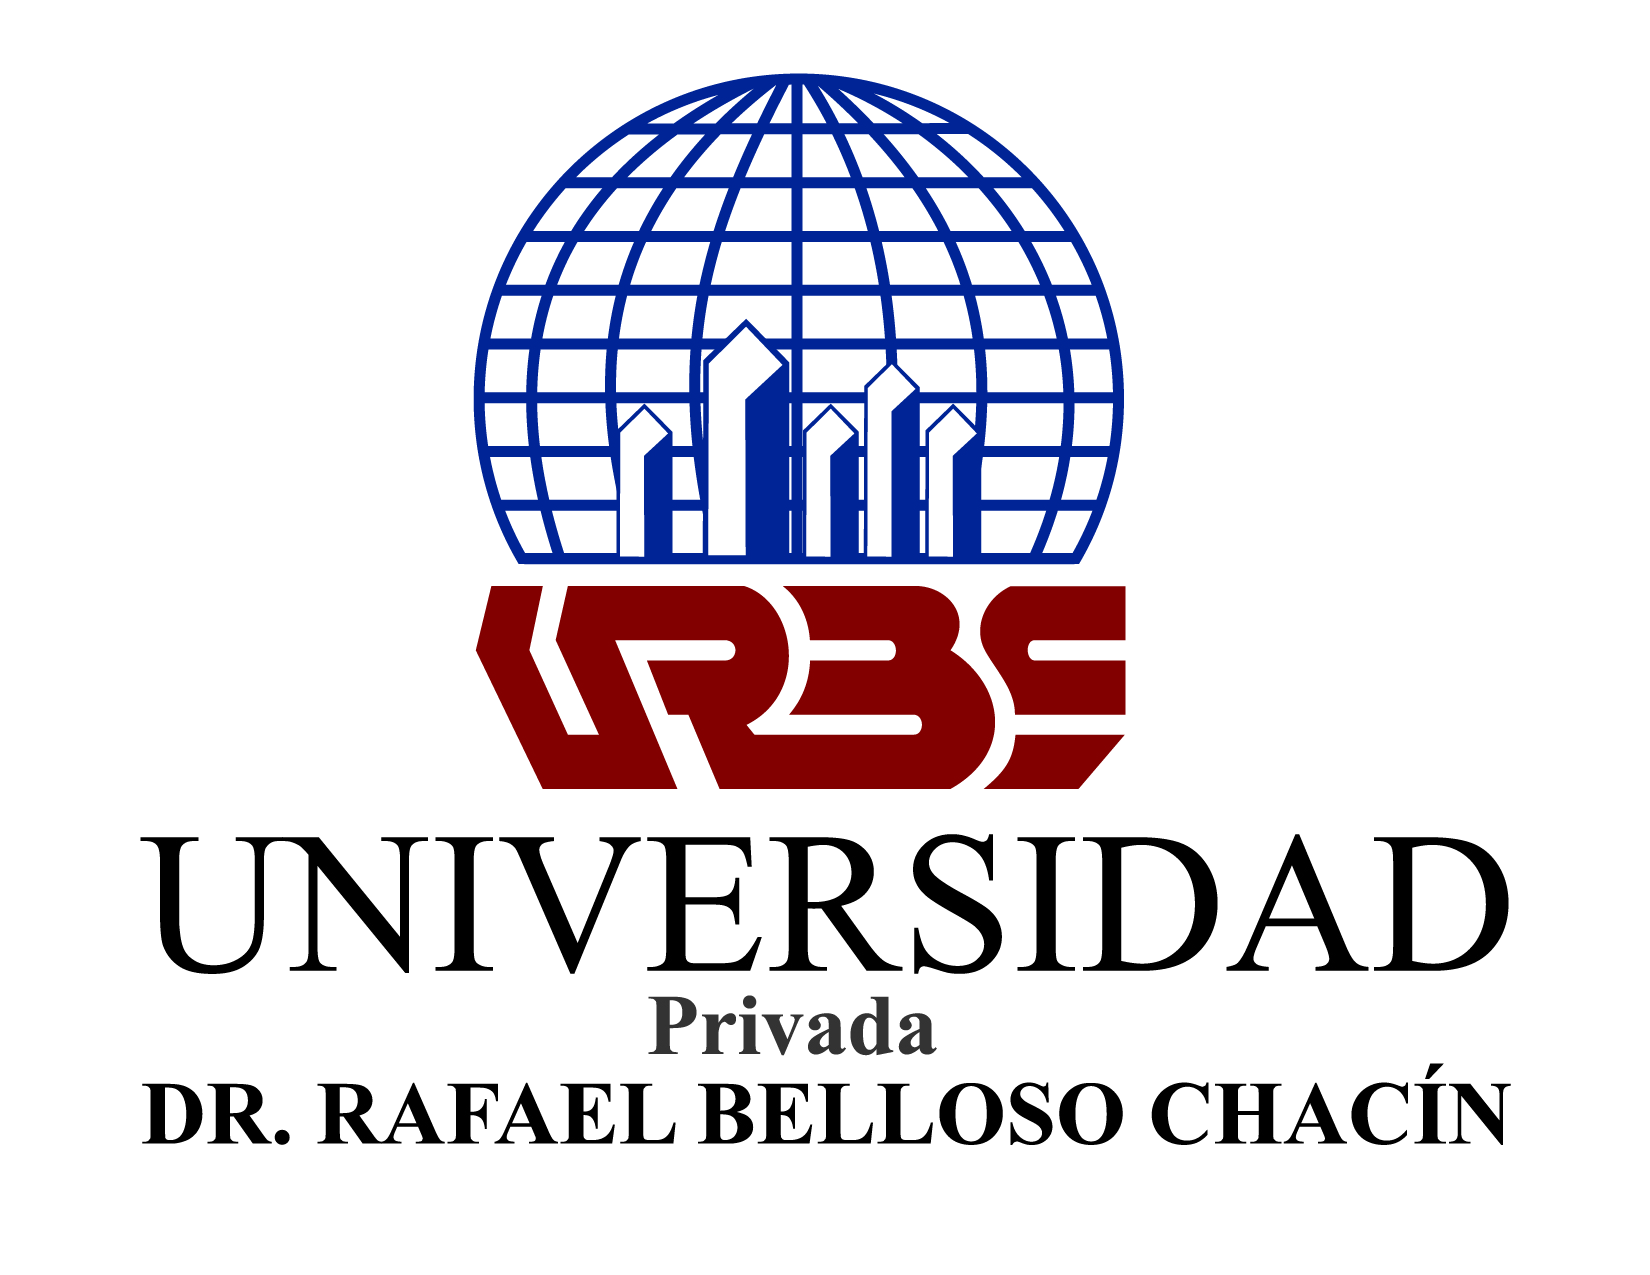 URBE
UNIVERSIDAD
Privada
DR. RAFAEL BELLOSO CHACÍN